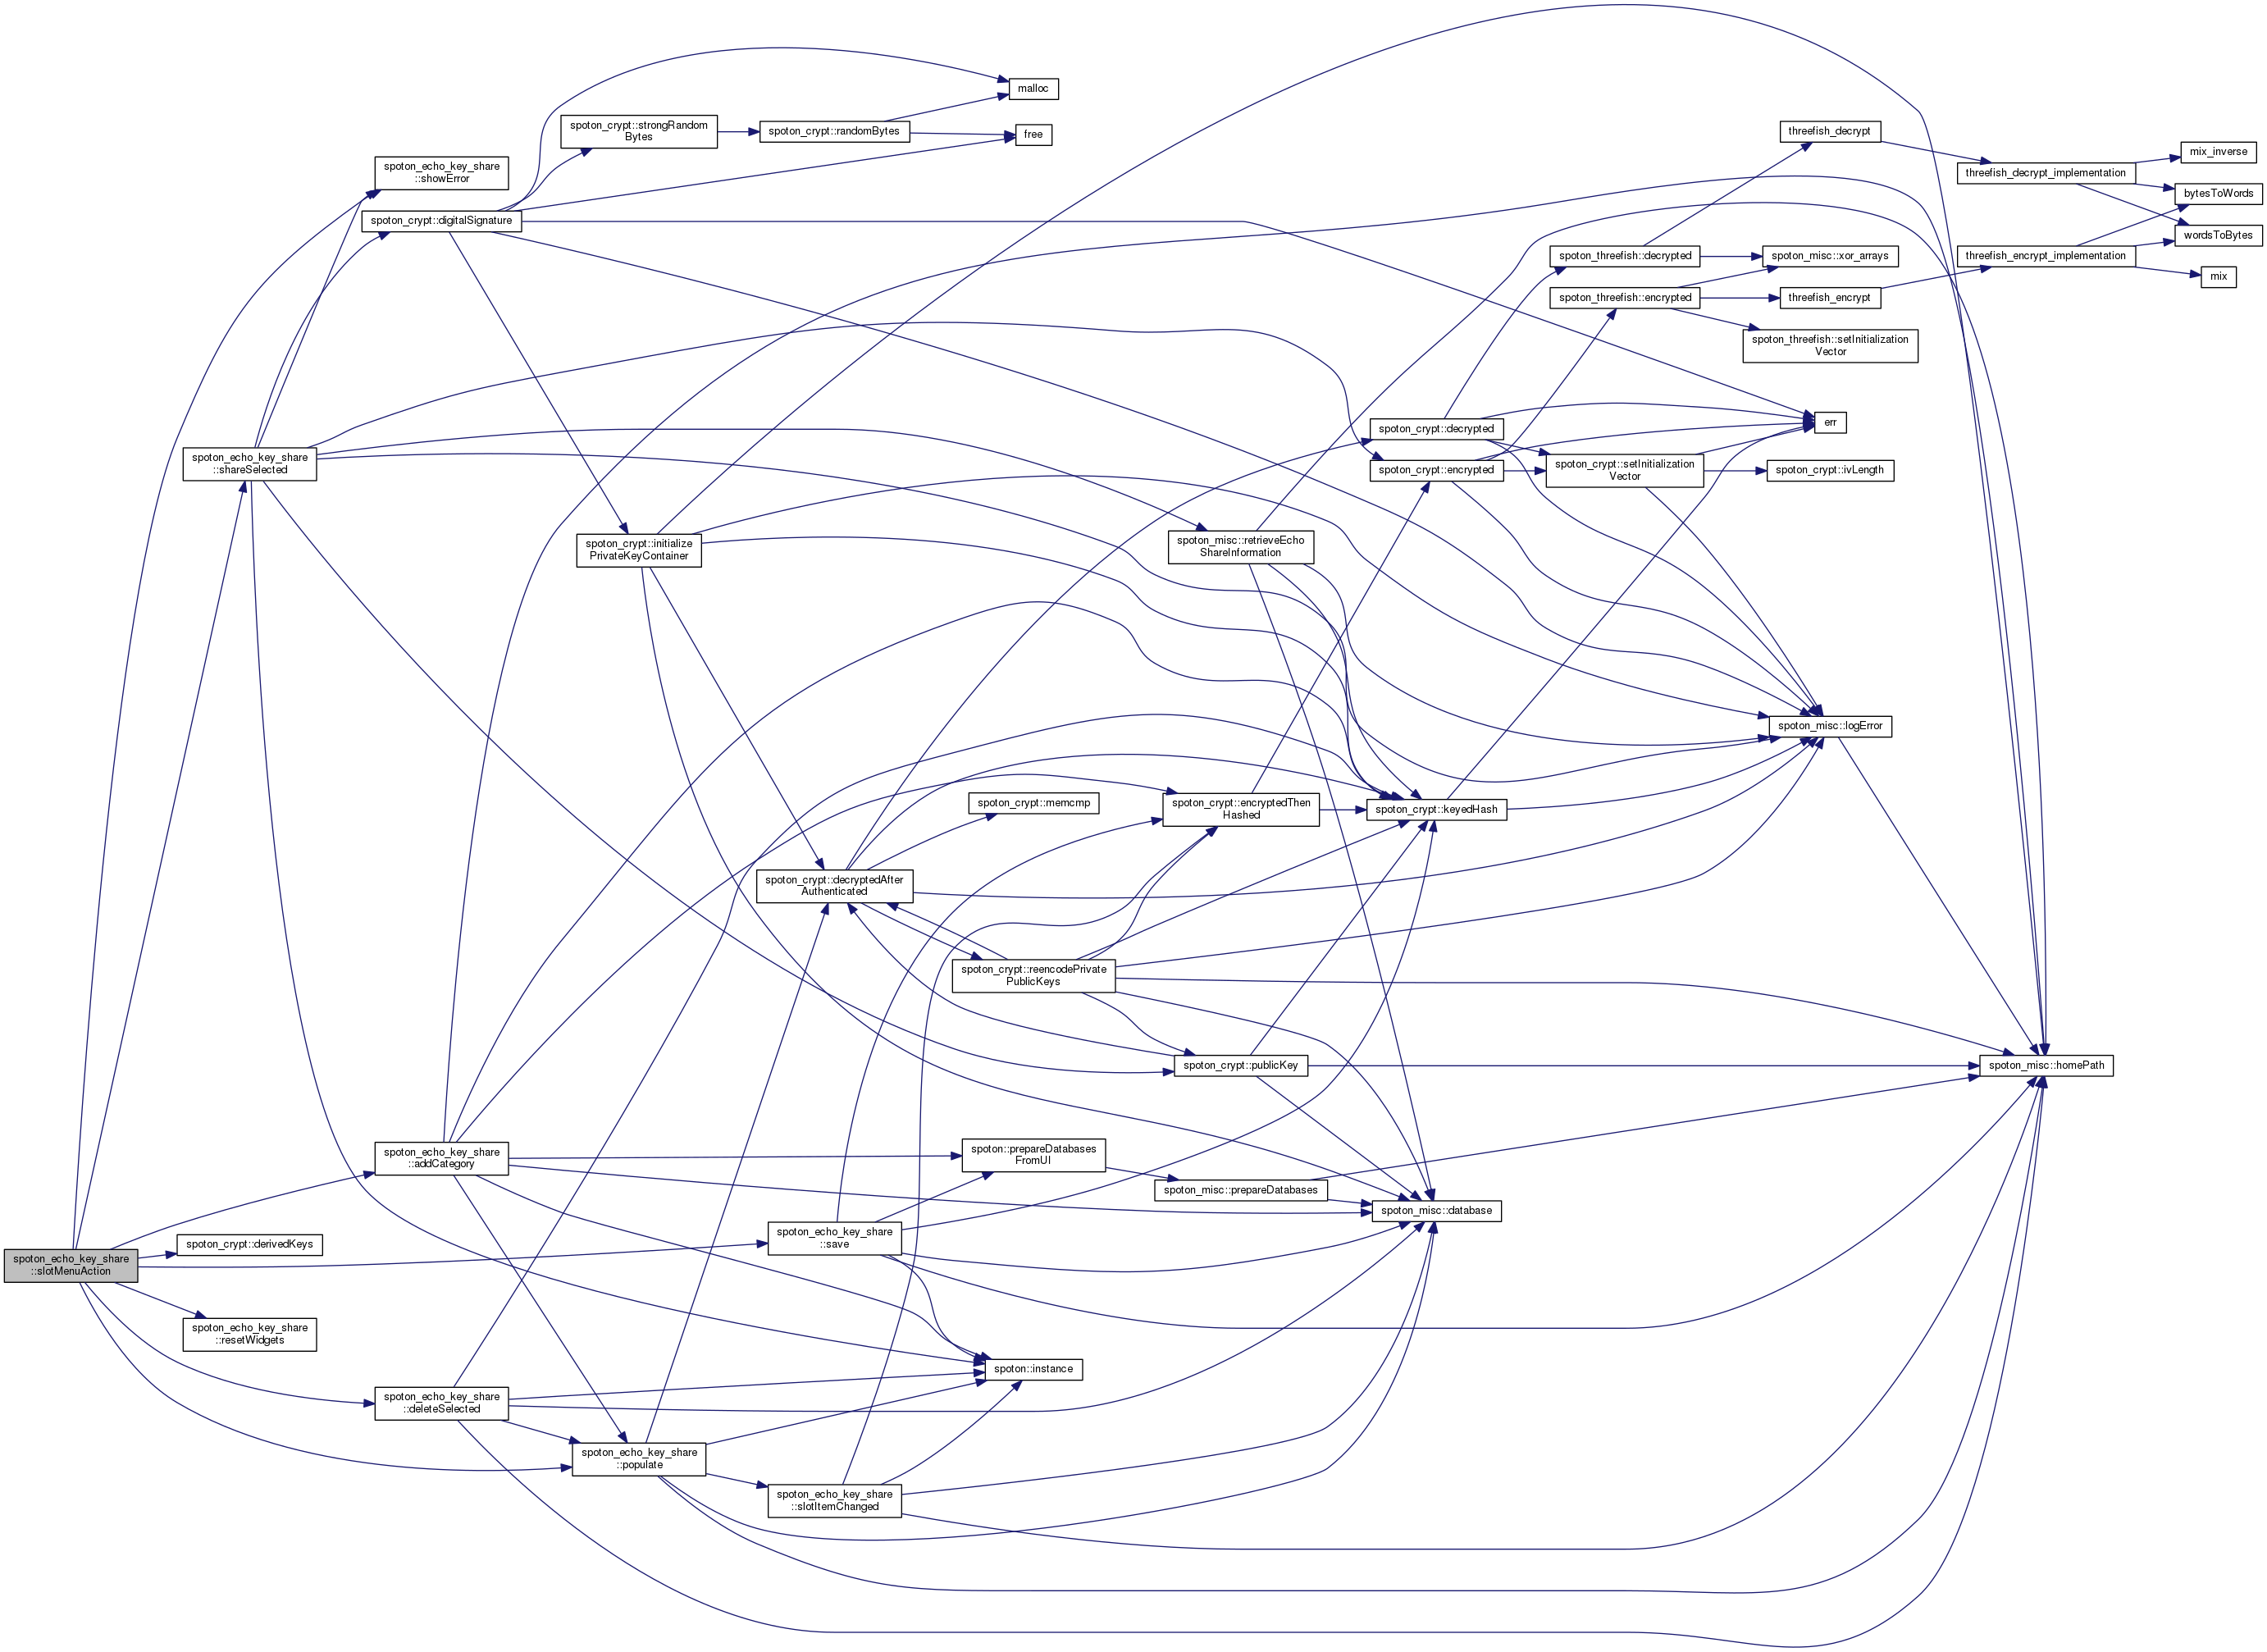 malloc
spoton_crypt::strongRandom
Bytes
spoton_crypt::randomBytes
free
threefish_decrypt
mix_inverse
spoton_echo_key_share
::showError
threefish_decrypt_implementation
bytesToWords
spoton_crypt::digitalSignature
wordsToBytes
spoton_threefish::decrypted
spoton_misc::xor_arrays
threefish_encrypt_implementation
mix
spoton_threefish::encrypted
threefish_encrypt
spoton_threefish::setInitialization
Vector
spoton_crypt::decrypted
err
spoton_echo_key_share
::shareSelected
spoton_crypt::encrypted
spoton_crypt::setInitialization
Vector
spoton_crypt::ivLength
spoton_crypt::initialize
PrivateKeyContainer
spoton_misc::retrieveEcho
ShareInformation
spoton_misc::logError
spoton_crypt::memcmp
spoton_crypt::encryptedThen
Hashed
spoton_crypt::keyedHash
spoton_crypt::decryptedAfter
Authenticated
spoton_crypt::reencodePrivate
PublicKeys
spoton_crypt::publicKey
spoton_misc::homePath
spoton_echo_key_share
::addCategory
spoton::prepareDatabases
FromUI
spoton_misc::prepareDatabases
spoton_misc::database
spoton_echo_key_share
::save
spoton_crypt::derivedKeys
spoton_echo_key_share
::slotMenuAction
spoton_echo_key_share
::resetWidgets
spoton::instance
spoton_echo_key_share
::deleteSelected
spoton_echo_key_share
::populate
spoton_echo_key_share
::slotItemChanged